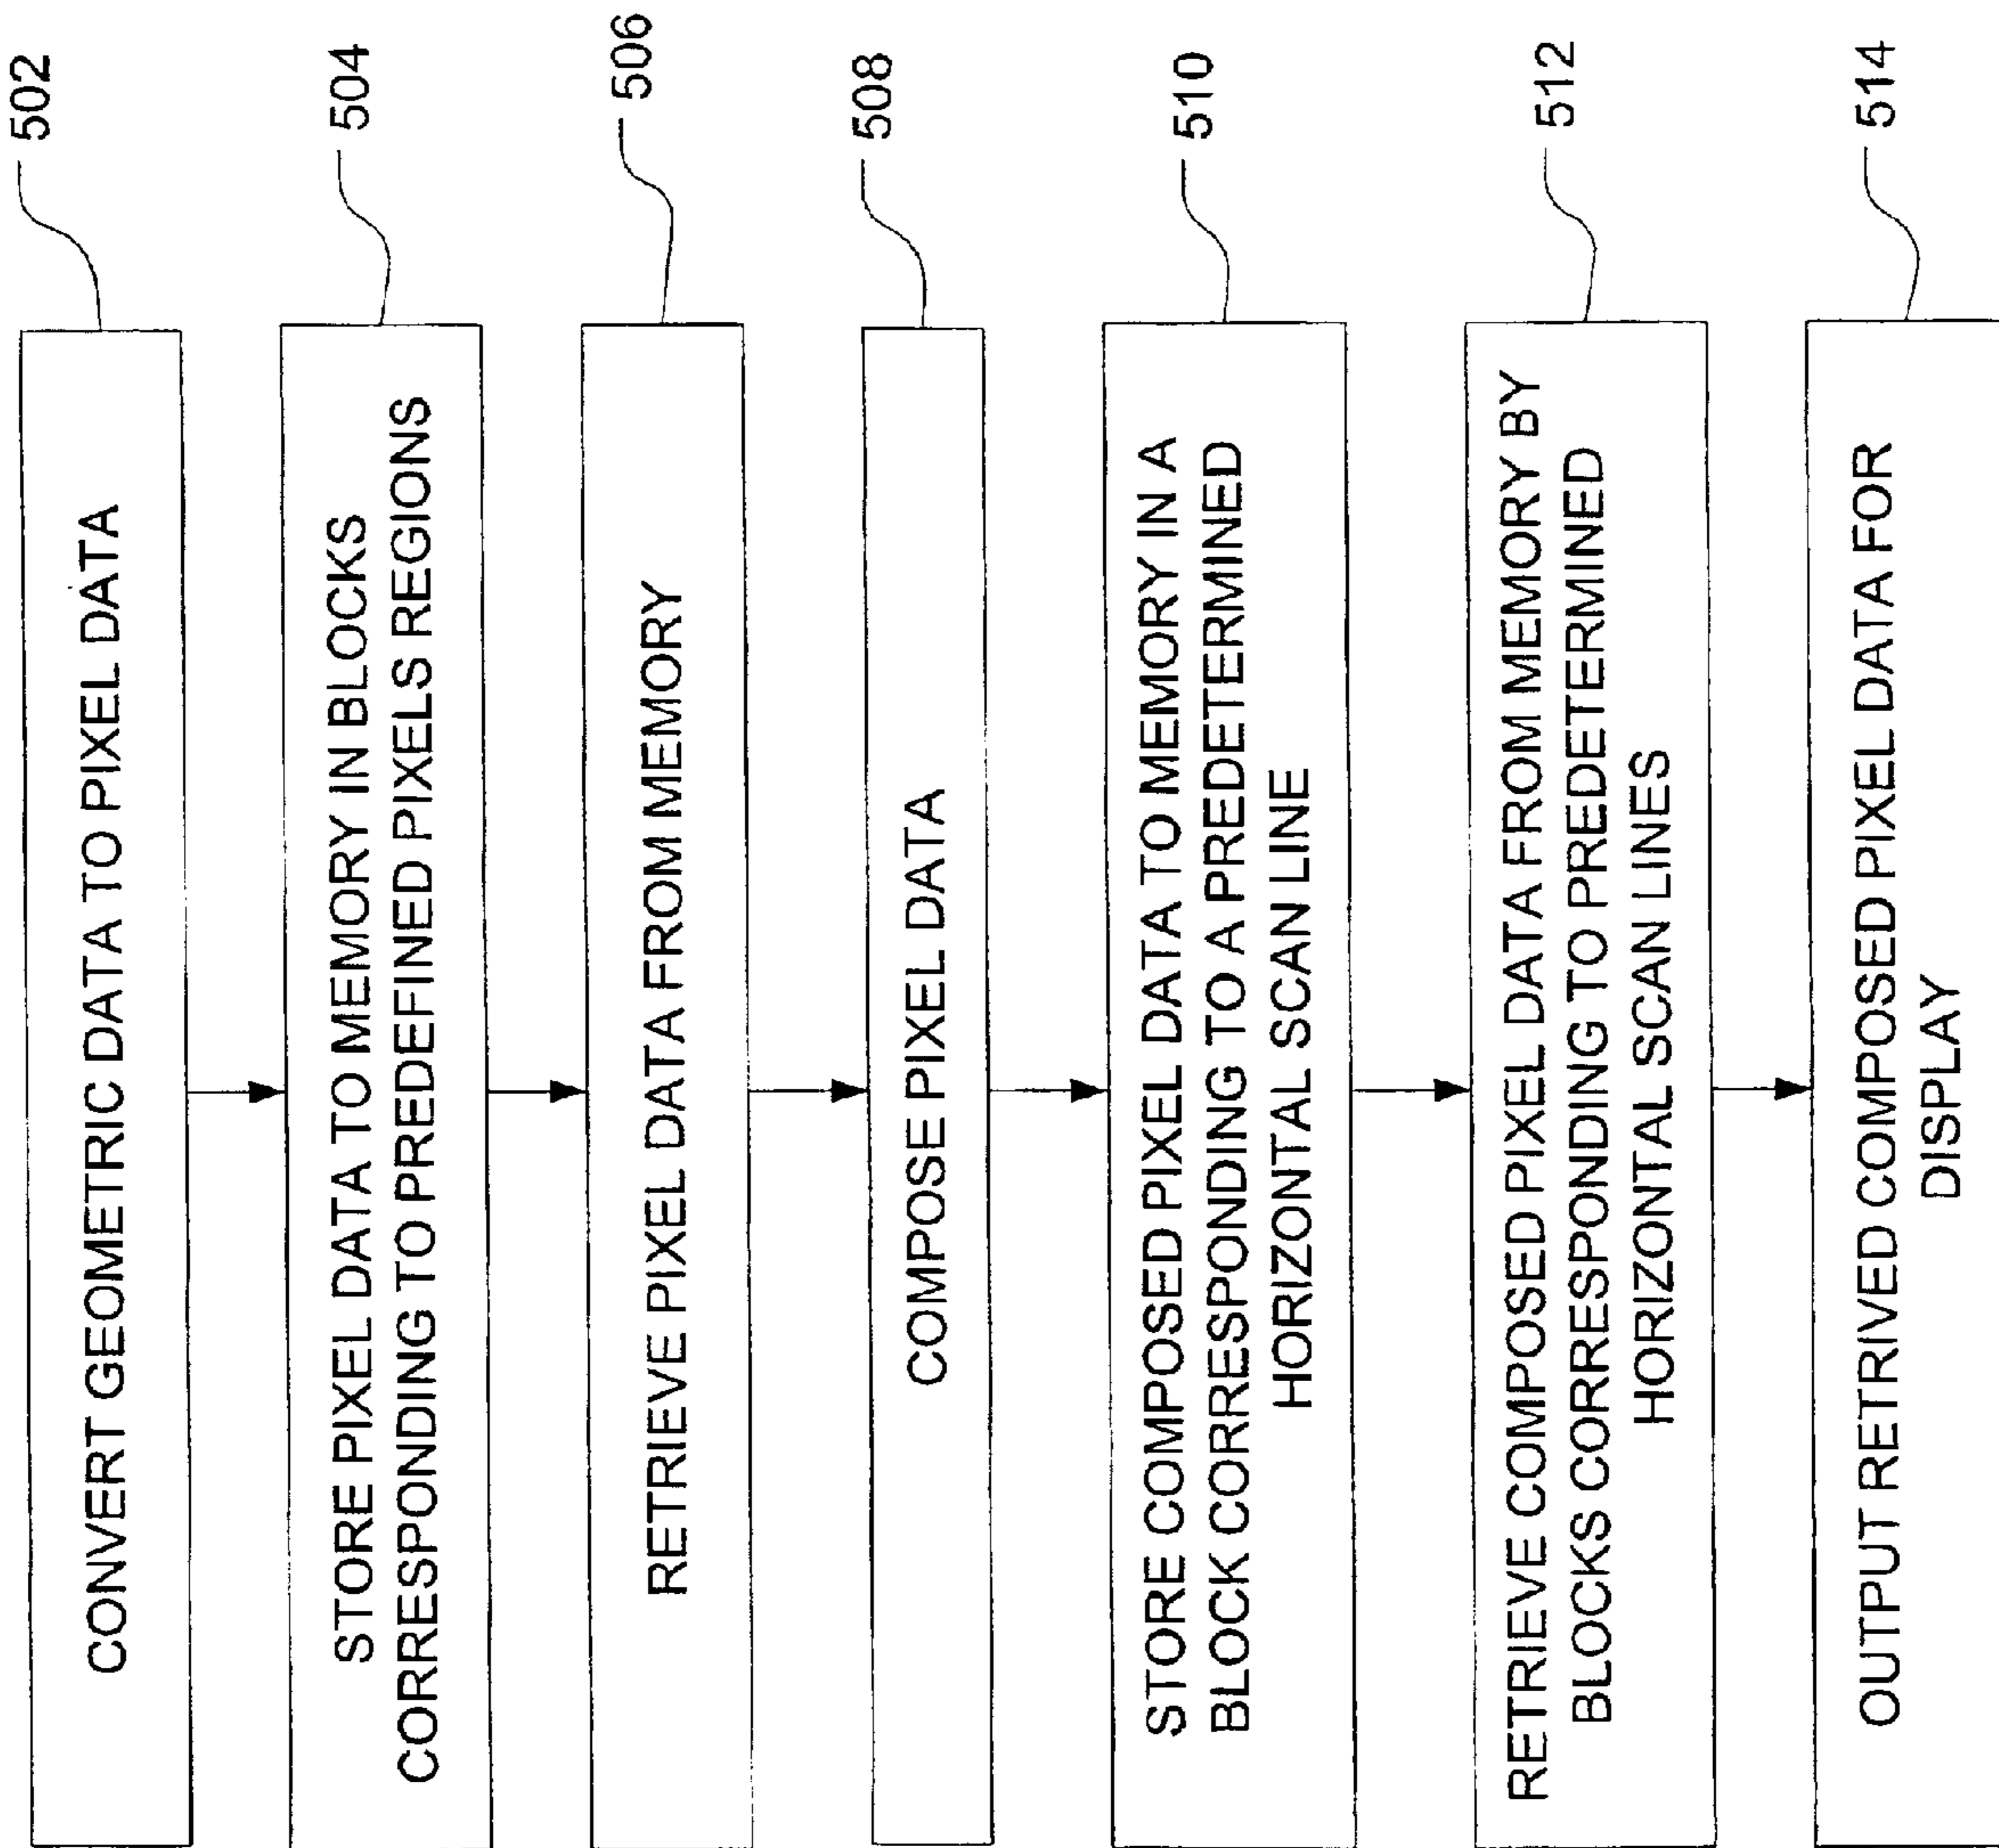 502
CONVERT GEOMETRIC DATA TO PIXEL DATA
504
STORE PIXEL DATA TO MEMORY IN BLOCKS
CORRESPONDING TO PREDEFINED PIXELS REGIONS
506
RETRIEVE PIXEL DATA FROM MEMORY
508
COMPOSE PIXEL DATA
510
STORE COMPOSED PIXEL DATA TO MEMORY IN A
BLOCK CORRESPONDING TO A PREDETERMINED
HORIZONTAL SCAN LINE
512
RETRIEVE COMPOSED PIXEL DATA FROM MEMORY BY
BLOCKS CORRESPONDING TO PREDETERMINED
HORIZONTAL SCAN LINES
514
OUTPUT RETRIVED COMPOSED PIXEL DATA FOR
DISPLAY